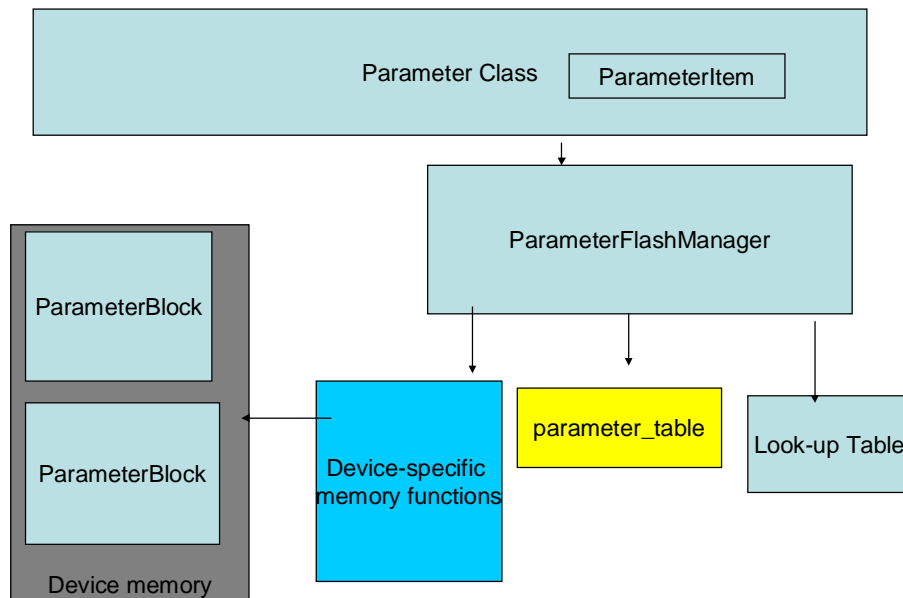 Parameter Class
ParameterItem
ParameterFlashManager
ParameterBlock
ParameterBlock
Device memory
Device-specific
memory functions
parameter_table
Look-up Table